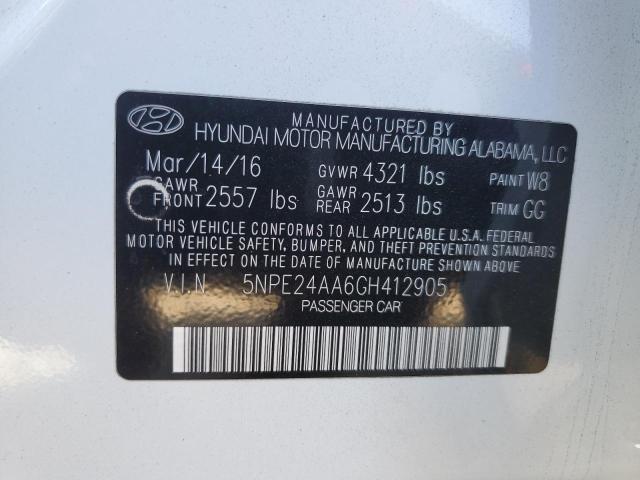 MANUFACTURED BY
HYUNDAI MOTOR MANUFACTURING ALABAMA, LLC
Mar/14/16 GVWR 4321 lbs PAINT W8
GAWR FRONT 2557 lbs GAWR REAR 2513 lbs TRIM GG
THIS VEHICLE CONFORMS TO ALL APPLICABLE U.S.A. FEDERAL
MOTOR VEHICLE SAFETY, BUMPER, AND THEFT PREVENTION STANDARDS
IN EFFECT ON THE DATE OF MANUFACTURE SHOWN ABOVE.
V.I.N 5NPE24AA6GH412905
PASSENGER CAR